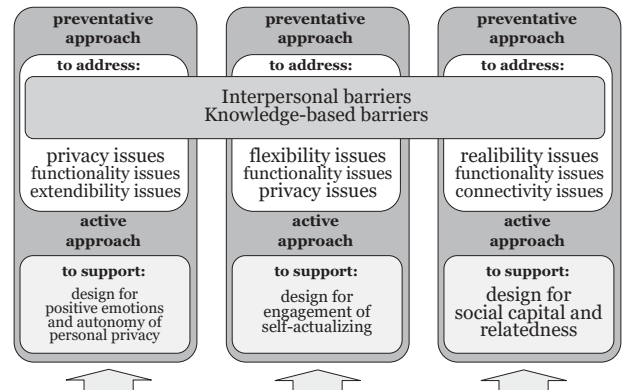 preventative
approach
to address:
preventative
approach
to address:
preventative
approach
to address:
Interpersonal barriers
Knowledge-based barriers
privacy issues
functionality issues
extendibility issues
flexibility issues
functionality issues
privacy issues
realibility issues
functionality issues
connectivity issues
active
approach
to support:
design for
positive emotions
and autonomy of
personal privacy
active
approach
to support:
design for
engagement of
self-actualizing
active
approach
to support:
design for
social capital and
relatedness